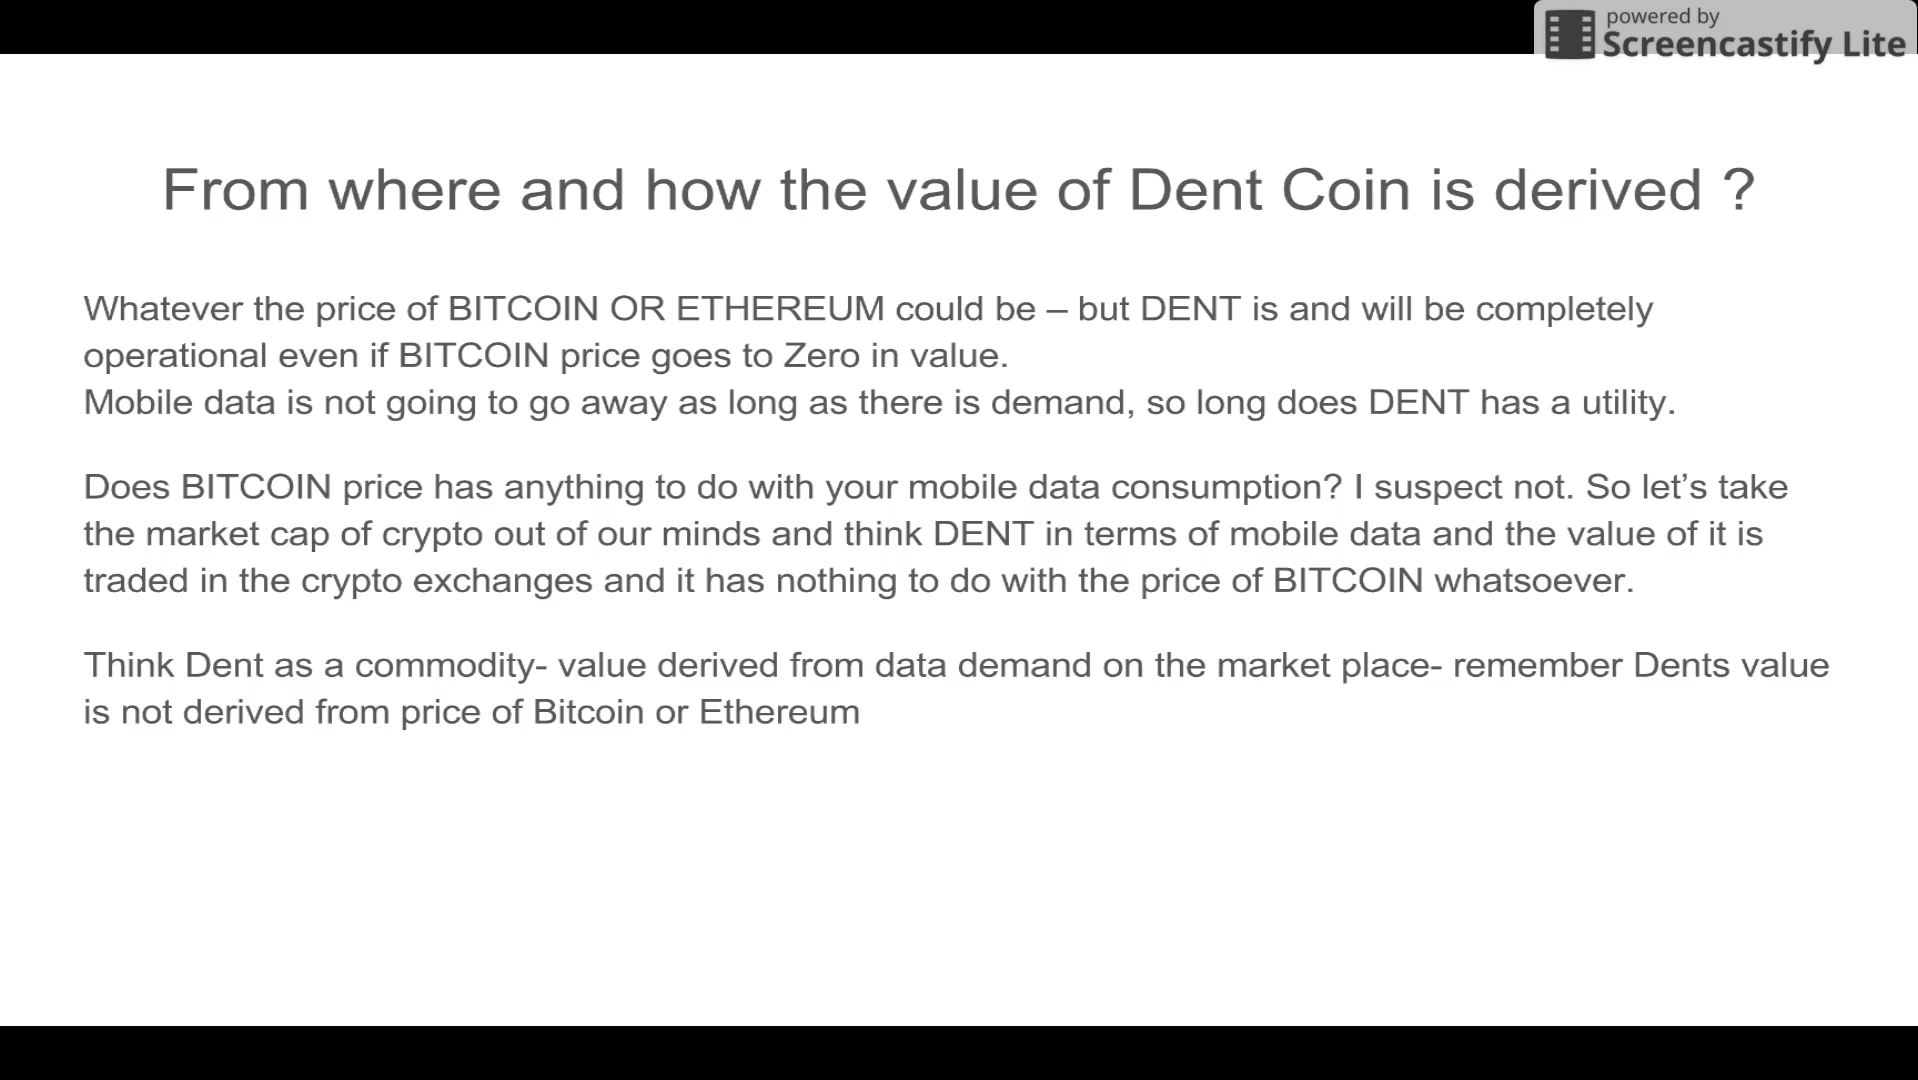 powered by
Screencastify Lite
From where and how the value of Dent Coin is derived ?
Whatever the price of BITCOIN OR ETHEREUM could be – but DENT is and will be completely
operational even if BITCOIN price goes to Zero in value.
Mobile data is not going to go away as long as there is demand, so long does DENT has a utility.
Does BITCOIN price has anything to do with your mobile data consumption? I suspect not. So let’s take
the market cap of crypto out of our minds and think DENT in terms of mobile data and the value of it is
traded in the crypto exchanges and it has nothing to do with the price of BITCOIN whatsoever.
Think Dent as a commodity- value derived from data demand on the market place- remember Dents value
is not derived from price of Bitcoin or Ethereum